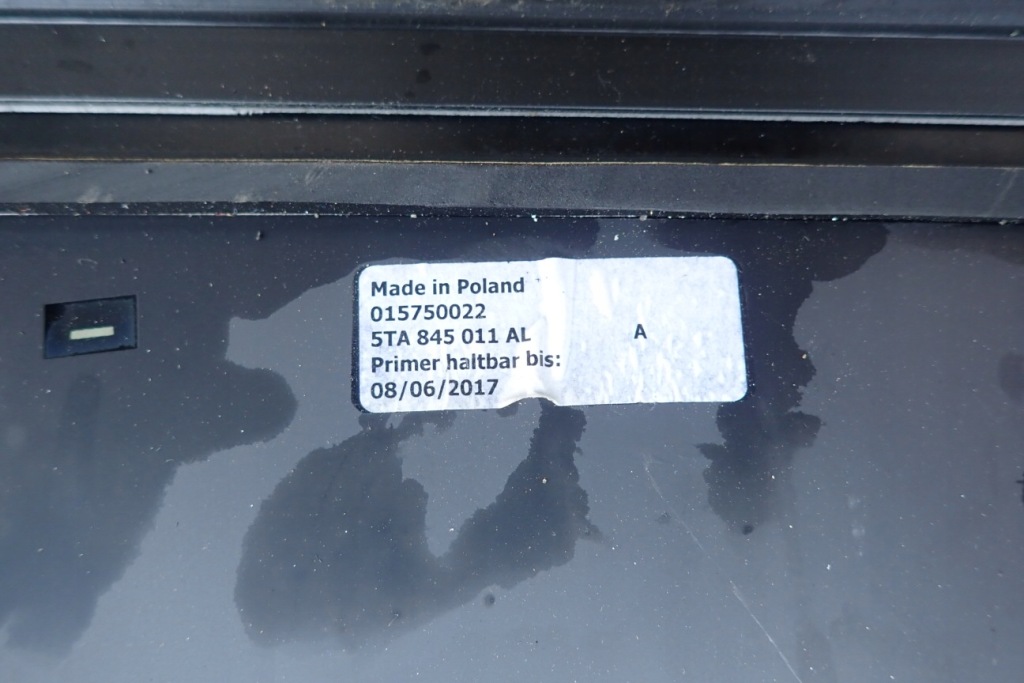 Made in Poland
015750022
5TA 845 011 AL
A
Primer haltbar bis:
08/06/2017